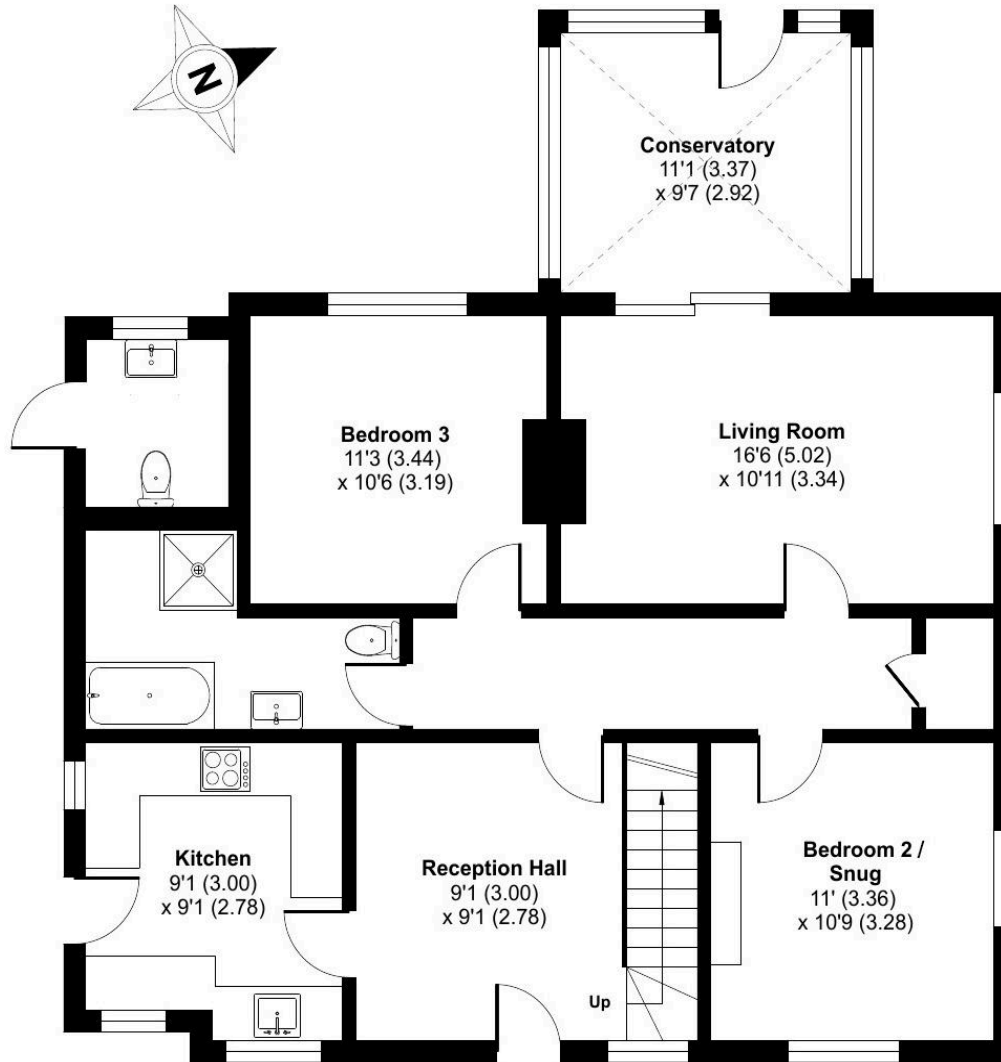 N
Conservatory
11'1 (3.37)
x 9'7 (2.92)
Bedroom 3
11'3 (3.44)
x 10'6 (3.19)
Living Room
16'6 (5.02)
x 10'11 (3.34)
Kitchen
9'1 (3.00)
x 9'1 (2.78)
Reception Hall
9'1 (3.00)
x 9'1 (2.78)
Up
Bedroom 2 /
Snug
11' (3.36)
x 10'9 (3.28)